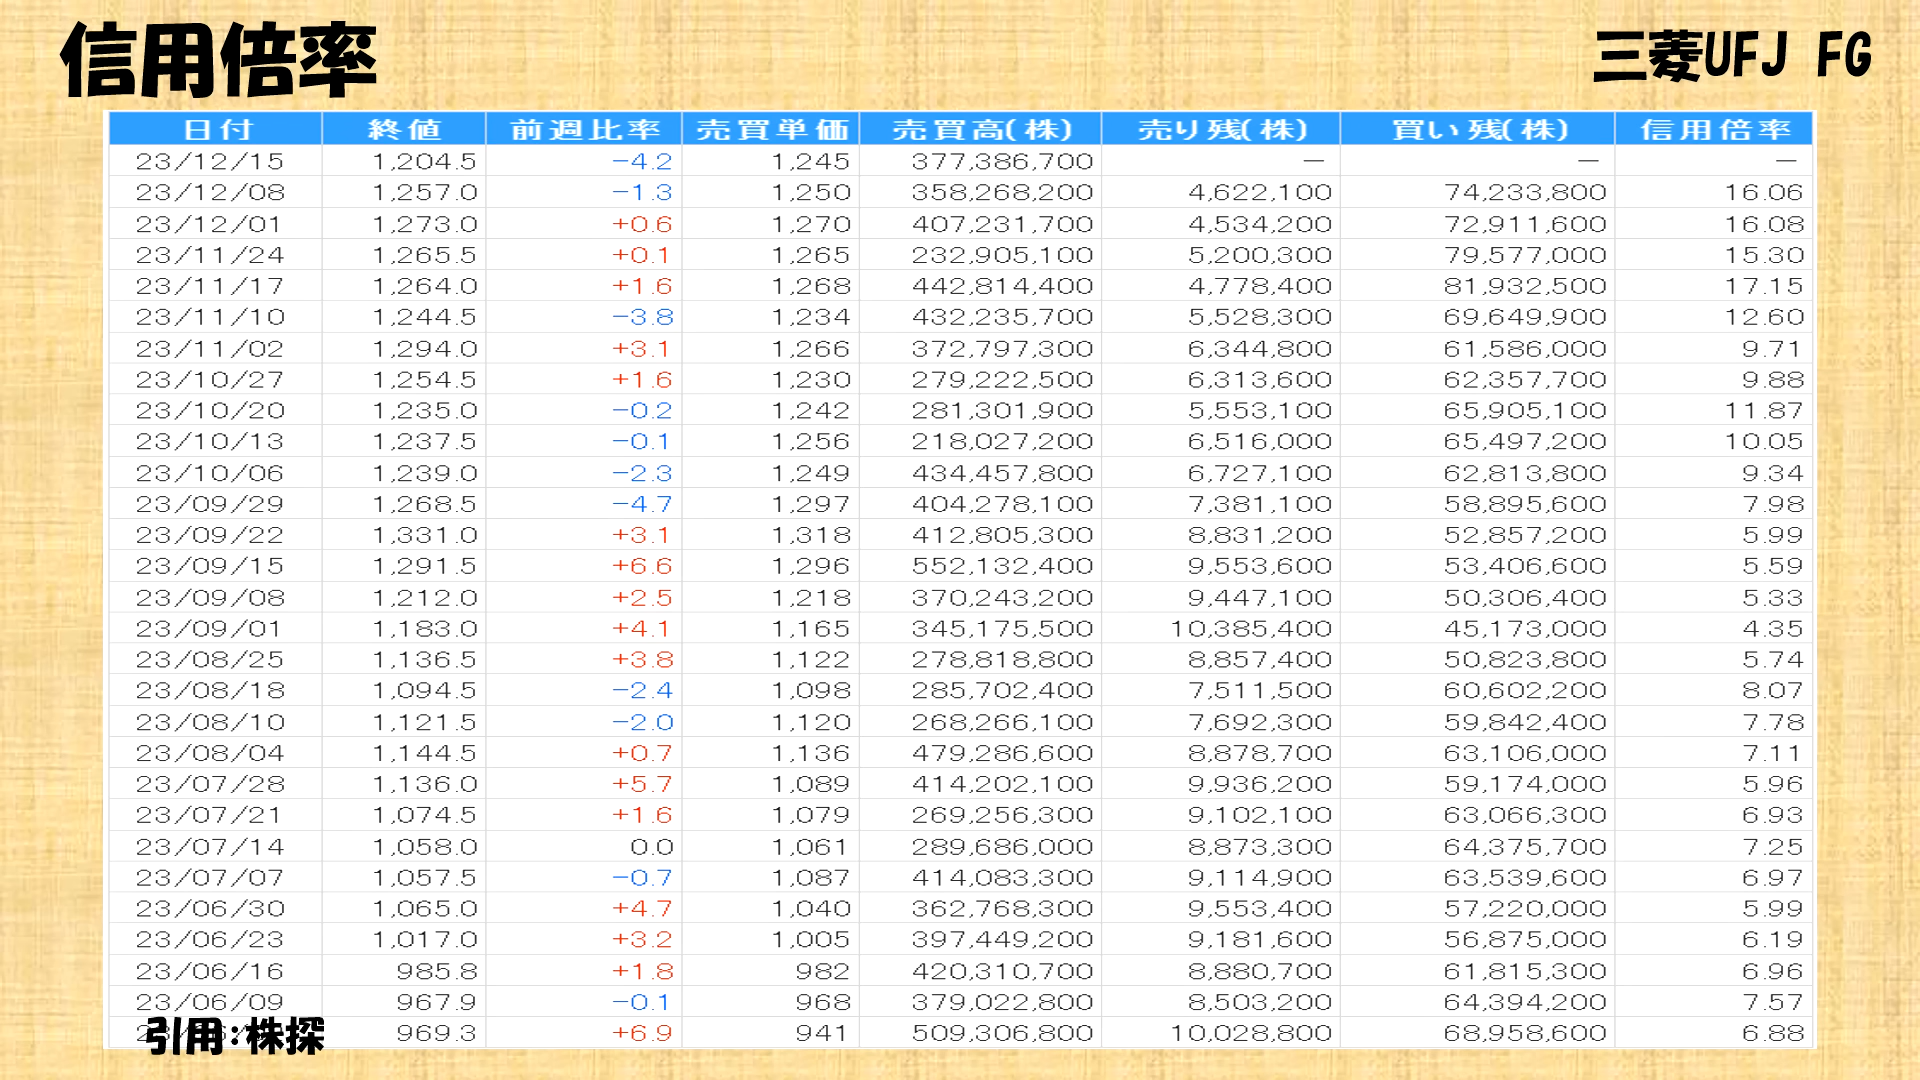 信用倍率
三菱UFJ FG
日付 終値 前週比率 売買単価 売買高(株) 売り残(株) 買い残(株) 信用倍率
23/12/15 1,204.5 −4.2 1,245 377,386,700 － － －
23/12/08 1,257.0 −1.3 1,250 358,268,200 4,622,100 74,233,800 16.06
23/12/01 1,273.0 +0.6 1,270 407,231,700 4,534,200 72,911,600 16.08
23/11/24 1,265.5 +0.1 1,265 232,905,100 5,200,300 79,577,000 15.30
23/11/17 1,264.0 +1.6 1,268 442,814,400 4,778,400 81,932,500 17.15
23/11/10 1,244.5 −3.8 1,234 432,235,700 5,528,300 69,649,900 12.60
23/11/02 1,294.0 +3.1 1,266 372,797,300 6,344,800 61,586,000 9.71
23/10/27 1,254.5 +1.6 1,230 279,222,500 6,313,600 62,357,700 9.88
23/10/20 1,235.0 −0.2 1,242 281,301,900 5,553,100 65,905,100 11.87
23/10/13 1,237.5 −0.1 1,256 218,027,200 6,516,000 65,497,200 10.05
23/10/06 1,239.0 −2.3 1,249 434,457,800 6,727,100 62,813,800 9.34
23/09/29 1,268.5 −4.7 1,297 404,278,100 7,381,100 58,895,600 7.98
23/09/22 1,331.0 +3.1 1,318 412,805,300 8,831,200 52,857,200 5.99
23/09/15 1,291.5 +6.6 1,296 552,132,400 9,553,600 53,406,600 5.59
23/09/08 1,212.0 +2.5 1,218 370,243,200 9,447,100 50,306,400 5.33
23/09/01 1,183.0 +4.1 1,165 345,175,500 10,385,400 45,173,000 4.35
23/08/25 1,136.5 +3.8 1,122 278,818,800 8,857,400 50,823,800 5.74
23/08/18 1,094.5 −2.4 1,098 285,702,400 7,511,500 60,602,200 8.07
23/08/10 1,121.5 −2.0 1,120 268,266,100 7,692,300 59,842,400 7.78
23/08/04 1,144.5 +0.7 1,136 479,286,600 8,878,700 63,106,000 7.11
23/07/28 1,136.0 +5.7 1,089 414,202,100 9,936,200 59,174,000 5.96
23/07/21 1,074.5 +1.6 1,079 269,256,300 9,102,100 63,066,300 6.93
23/07/14 1,058.0 0.0 1,061 289,686,000 8,873,300 64,375,700 7.25
23/07/07 1,057.5 −0.7 1,087 414,083,300 9,114,900 63,539,600 6.97
23/06/30 1,065.0 +4.7 1,040 362,768,300 9,553,400 57,220,000 5.99
23/06/23 1,017.0 +3.2 1,005 397,449,200 9,181,600 56,875,000 6.19
23/06/16 985.8 +1.8 982 420,310,700 8,880,700 61,815,300 6.96
23/06/09 967.9 −0.1 968 379,022,800 8,503,200 64,394,200 7.57
969.3 +6.9 941 509,306,800 10,028,800 68,958,600 6.88
引用:株探